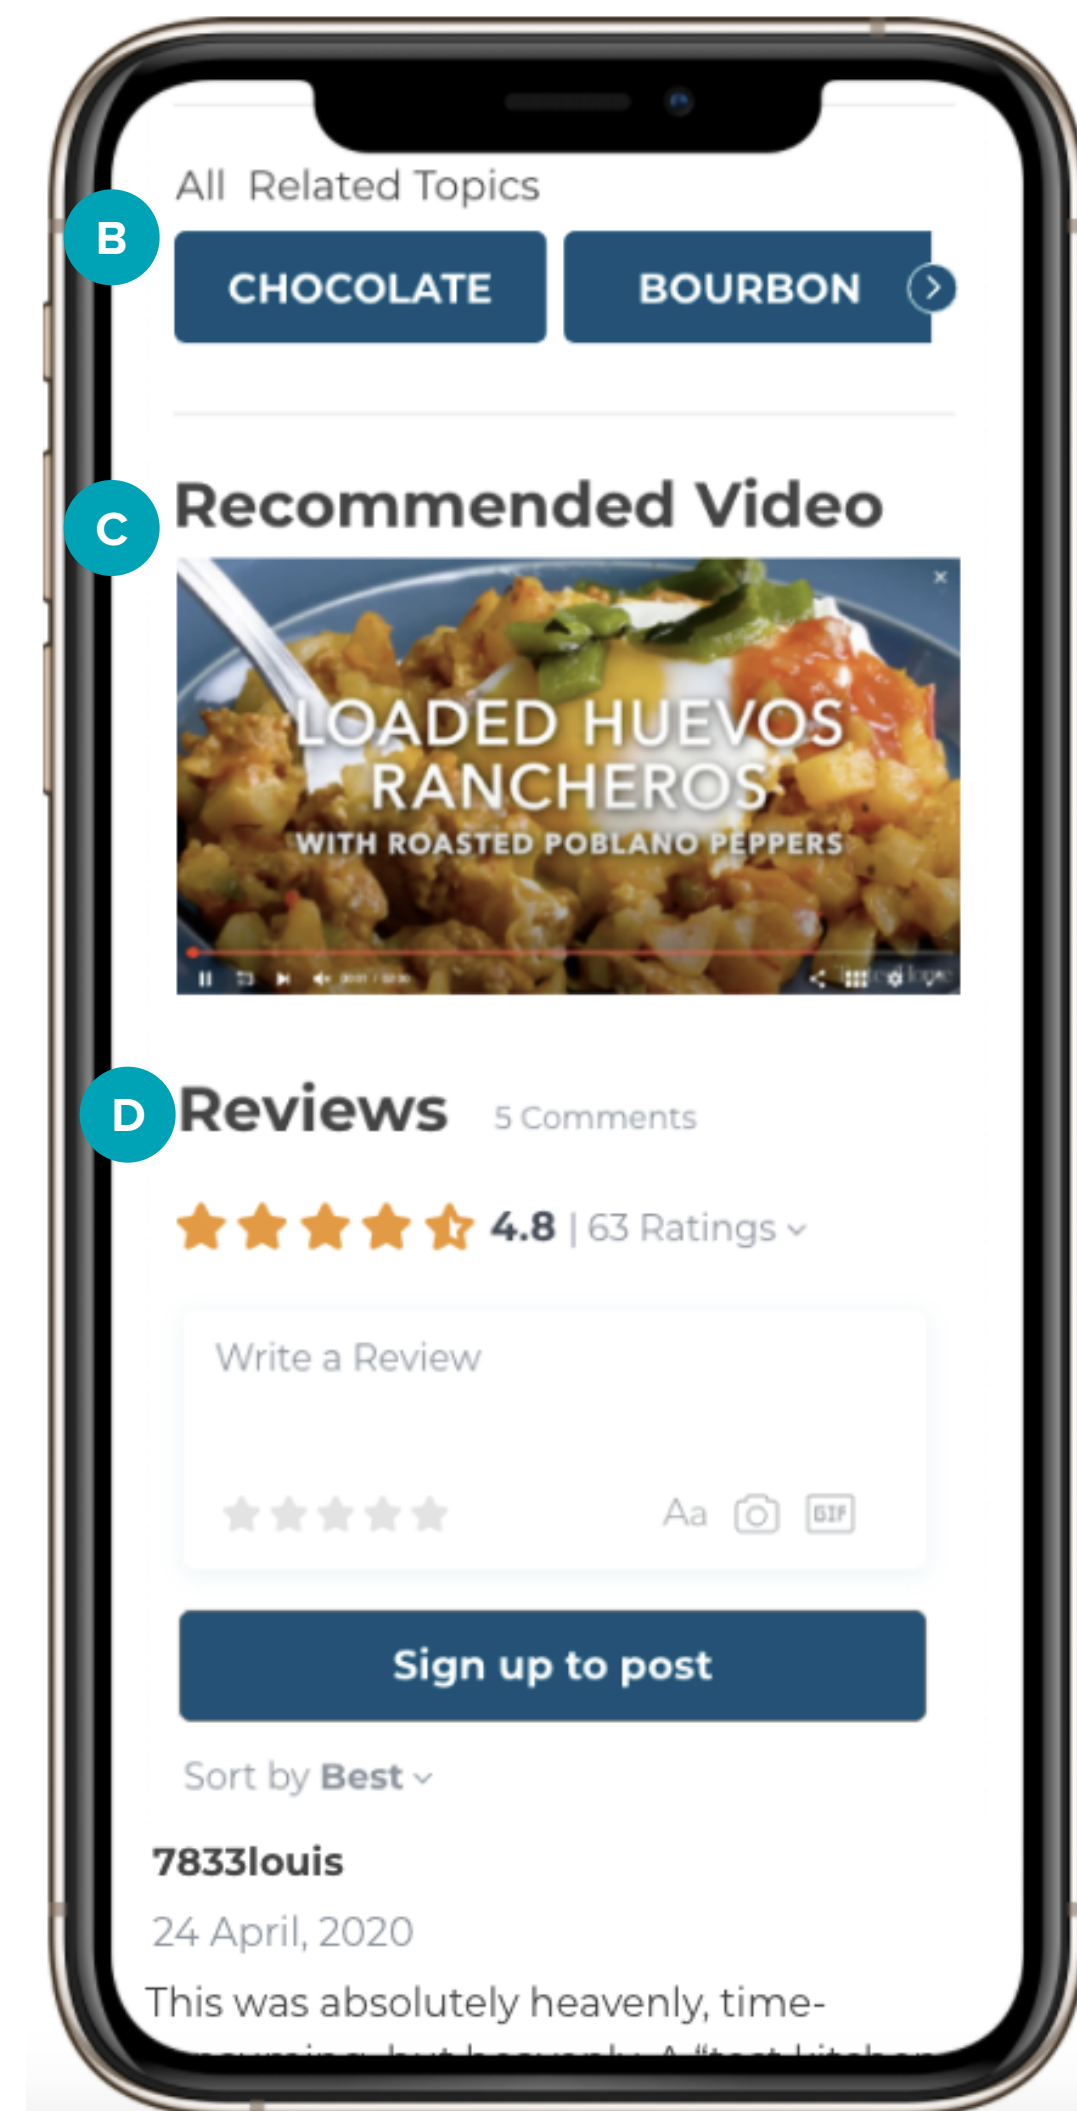 All Related Topics
B
CHOCOLATE
BOURBON
C
Recommended Video
LOADED HUEVOS
RANCHEROS
WITH ROASTED POBLANO PEPPERS
D
Reviews
5 Comments
4.8 | 63 Ratings
Write a Review
Aa
GIF
Sign up to post
Sort by Best
7833louis
24 April, 2020
This was absolutely heavenly, time-